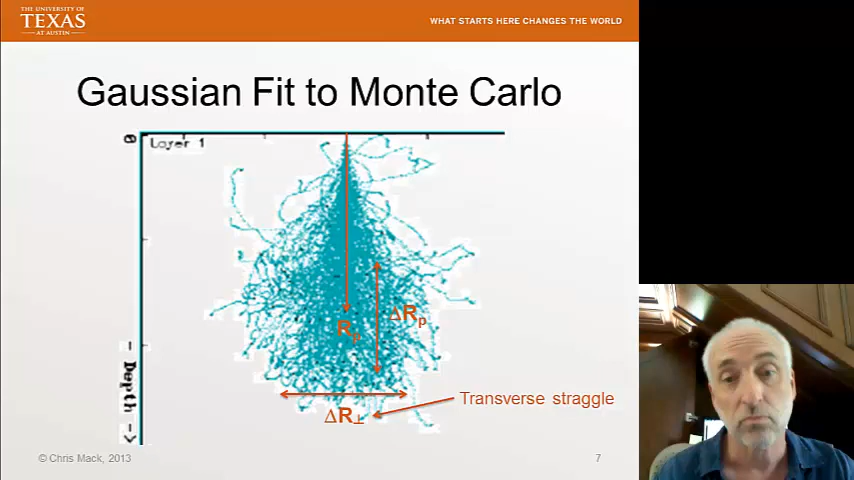 THE UNIVERSITY OF
TEXAS
AT AUSTIN
WHAT STARTS HERE CHANGES THE WORLD
Gaussian Fit to Monte Carlo
0
Layer 1
Rp
ΔRp
ΔR⊥
Transverse straggle
- Depth ->
© Chris Mack, 2013
7